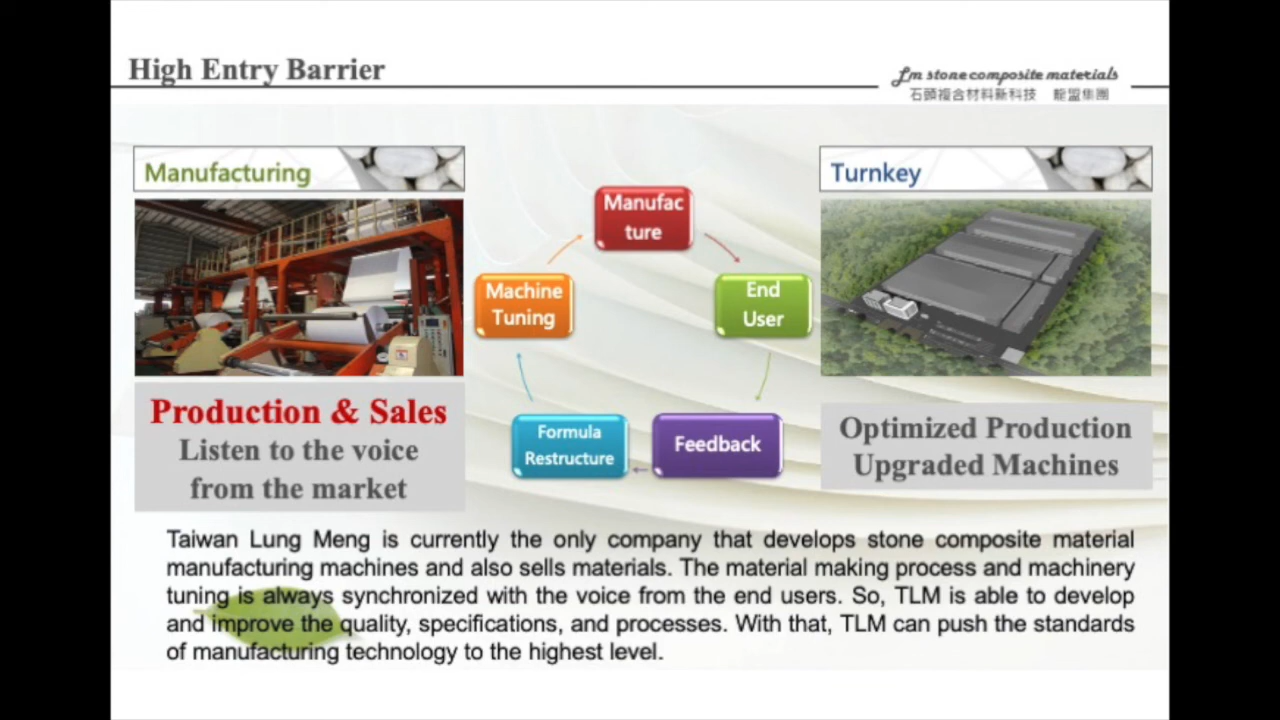 High Entry Barrier
Lm stone composite materials
石頭複合材料新科技 龍盟集團
Manufacturing
Turnkey
Manufac
ture
Machine
Tuning
End
User
Formula
Restructure
Feedback
Production & Sales
Listen to the voice
from the market
Optimized Production
Upgraded Machines
Taiwan Lung Meng is currently the only company that develops stone composite material
manufacturing machines and also sells materials. The material making process and machinery
tuning is always synchronized with the voice from the end users. So, TLM is able to develop
and improve the quality, specifications, and processes. With that, TLM can push the standards
of manufacturing technology to the highest level.